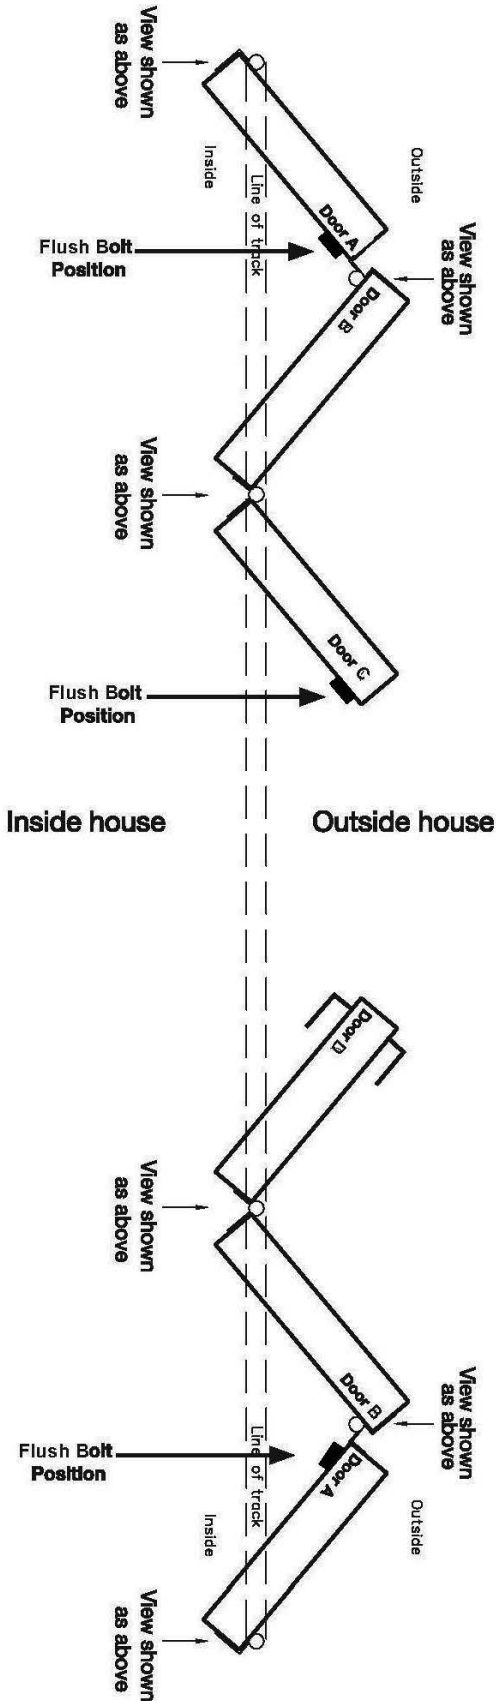 View shown
as above
Inside
Outside
Line of track
Door A
Flush Bolt
Position
View shown
as above
Door B
View shown
as above
Door C
Flush Bolt
Position
Inside house
Outside house
Door D
View shown
as above
Door B
View shown
as above
Flush Bolt
Position
Door A
Line of track
Inside
Outside
View shown
as above